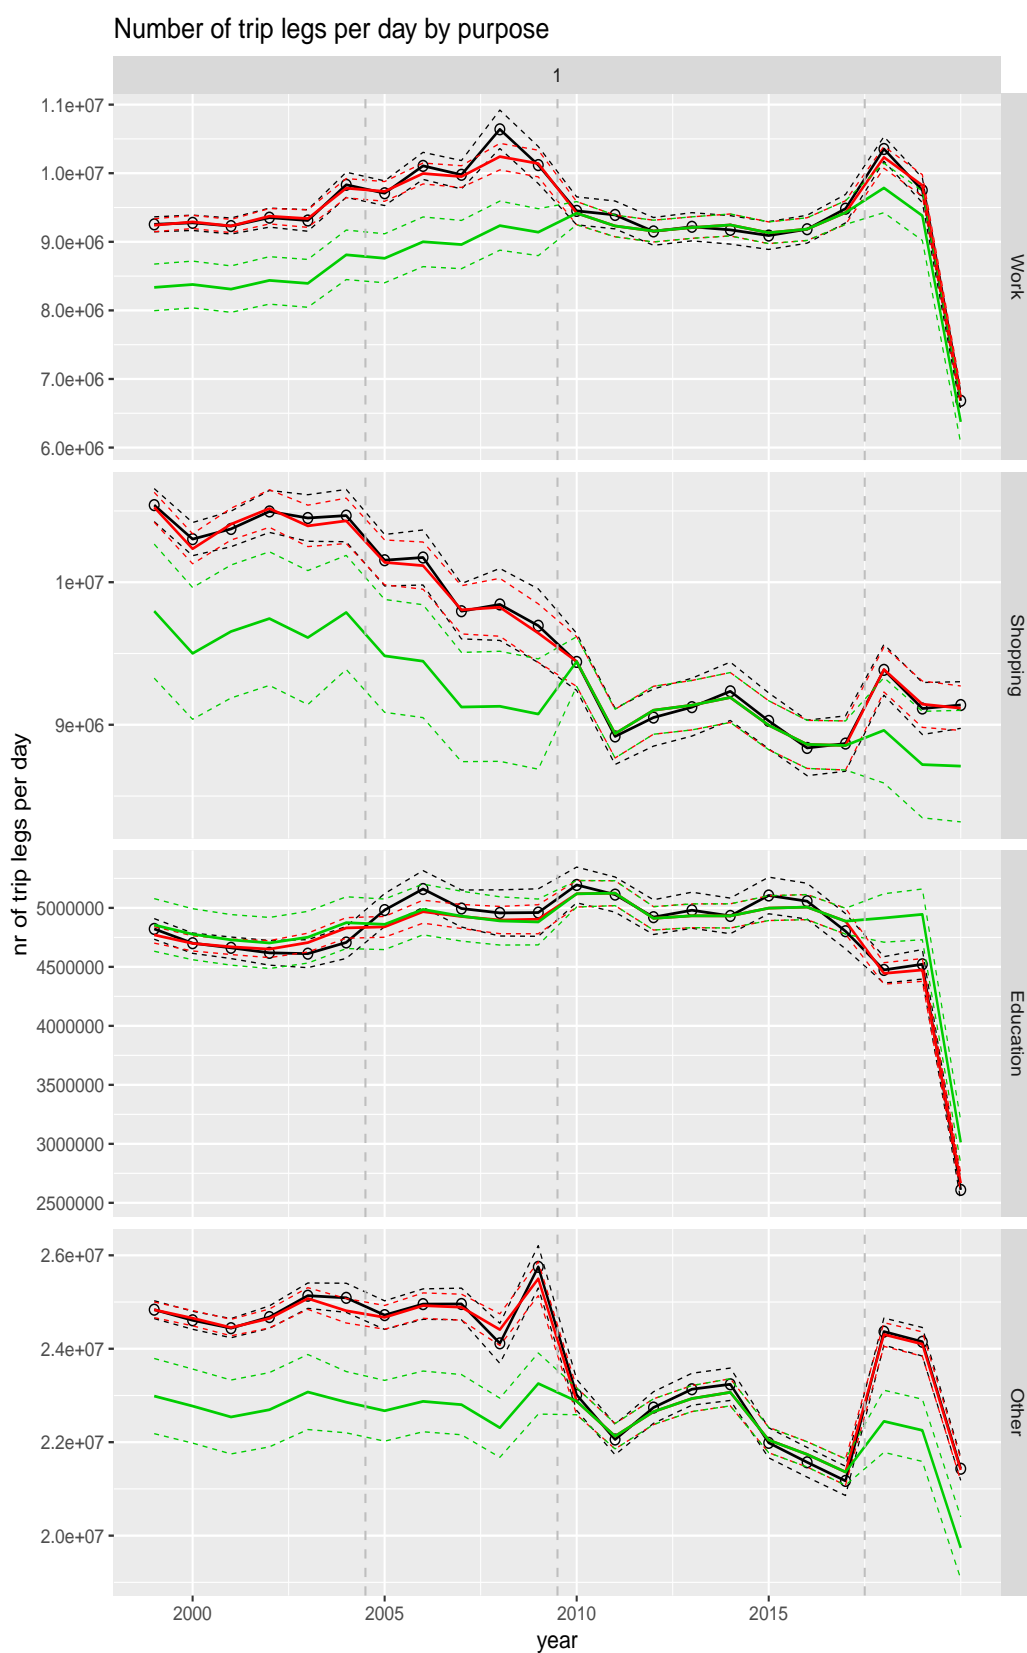 Number of trip legs per day by purpose
1
1.1e+07
1.0e+07
9.0e+06
8.0e+06
7.0e+06
6.0e+06
Work
1e+07
9e+06
Shopping
nr of trip legs per day
5000000
4500000
4000000
3500000
3000000
2500000
Education
2.6e+07
2.4e+07
2.2e+07
2.0e+07
Other
2000
2005
2010
2015
year